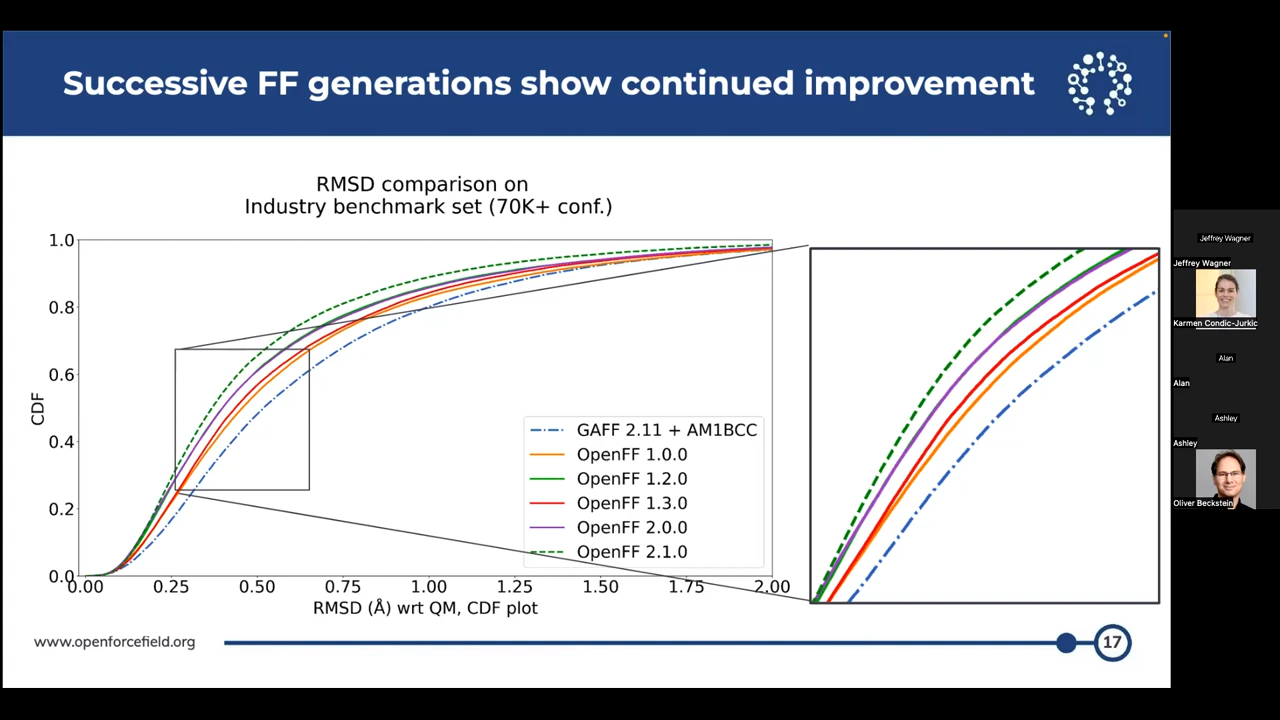 Successive FF generations show continued improvement
RMSD comparison on
Industry benchmark set (70K+ conf.)
1.0
0.8
0.6
0.4
0.2
0.0
CDF
0.00 0.25 0.50 0.75 1.00 1.25 1.50 1.75 2.00
RMSD (Å) wrt QM, CDF plot
GAFF 2.11 + AM1BCC
OpenFF 1.0.0
OpenFF 1.2.0
OpenFF 1.3.0
OpenFF 2.0.0
OpenFF 2.1.0
www.openforcefield.org
17
Jeffrey Wagner
Jeffrey Wagner
Karmen Condic-Jurkic
Alan
Alan
Ashley
Ashley
Oliver Beckstein